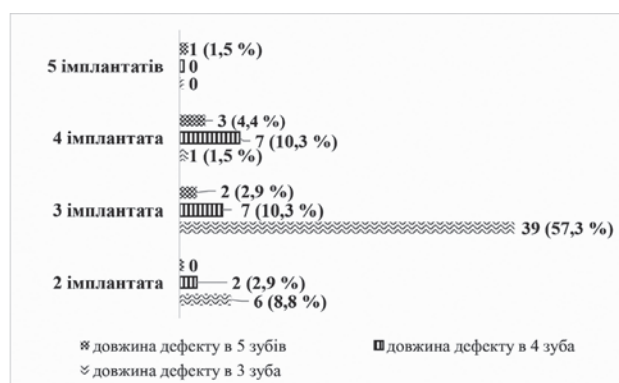 1 (1,5 %)
5 імплантатів 0
0
3 (4,4 %)
4 імплантата 7 (10,3 %)
1 (1,5 %)
2 (2,9 %)
3 імплантата 7 (10,3 %)
39 (57,3 %)
0
2 імплантата 2 (2,9 %)
6 (8,8 %)
довжина дефекту в 5 зубів довжина дефекту в 4 зуба
довжина дефекту в 3 зуба